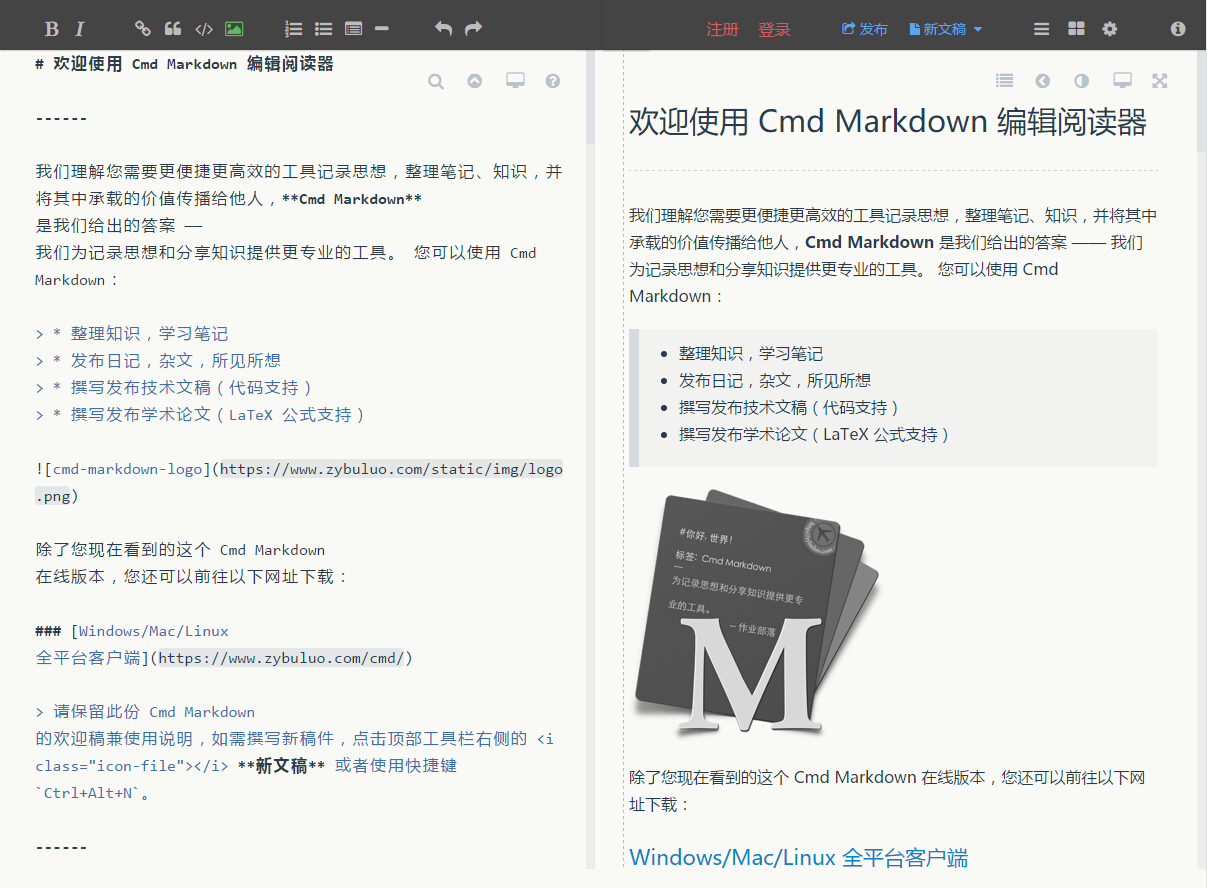 B I
注册 登录 发布 新文稿
# 欢迎使用 Cmd Markdown 编辑阅读器
------
我们理解您需要更便捷更高效的工具记录思想，整理笔记、知识，并
将其中承载的价值传播给他人，**Cmd Markdown**
是我们给出的答案 ——
我们为记录思想和分享知识提供更专业的工具。 您可以使用 Cmd
Markdown：
> * 整理知识，学习笔记
> * 发布日记，杂文，所见所想
> * 撰写发布技术文稿（代码支持）
> * 撰写发布学术论文（LaTeX 公式支持）
![cmd-markdown-logo](https://www.zybuluo.com/static/img/logo
.png)
除了您现在看到的这个 Cmd Markdown
在线版本，您还可以前往以下网址下载：
### [Windows/Mac/Linux
全平台客户端](https://www.zybuluo.com/cmd/)
> 请保留此份 Cmd Markdown
的欢迎稿兼使用说明，如需撰写新稿件，点击顶部工具栏右侧的 <i
class="icon-file"></i> **新文稿** 或者使用快捷键
`Ctrl+Alt+N`。
------
欢迎使用 Cmd Markdown 编辑阅读器
我们理解您需要更便捷更高效的工具记录思想，整理笔记、知识，并将其中
承载的价值传播给他人，Cmd Markdown 是我们给出的答案 —— 我们
为记录思想和分享知识提供更专业的工具。 您可以使用 Cmd
Markdown：
整理知识，学习笔记
发布日记，杂文，所见所想
撰写发布技术文稿（代码支持）
撰写发布学术论文（LaTeX 公式支持）
#你好, 世界!
标签: Cmd Markdown
—
为记录思想和分享知识提供更专
业的工具。
— 作业部落
M
除了您现在看到的这个 Cmd Markdown 在线版本，您还可以前往以下网
址下载：
Windows/Mac/Linux 全平台客户端